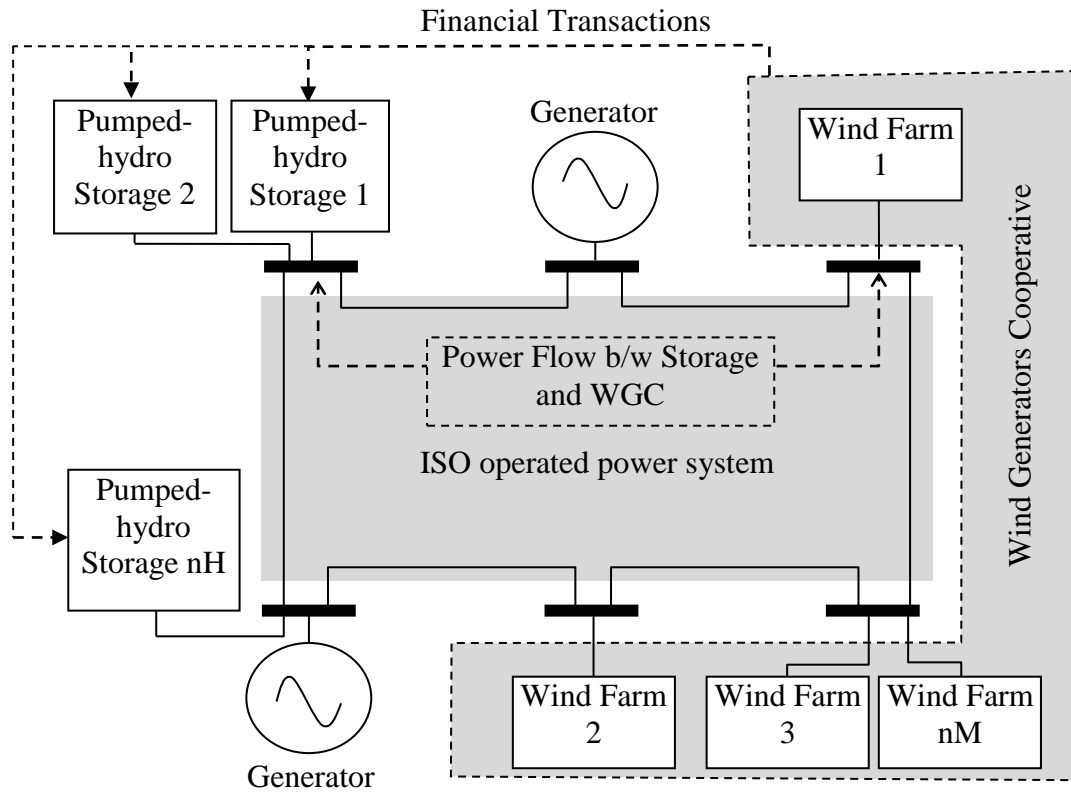 Financial Transactions
Pumped-
hydro
Storage 2
Pumped-
hydro
Storage 1
Generator
Wind Farm
1
Wind Generators Cooperative
Power Flow b/w Storage
and WGC
ISO operated power system
Pumped-
hydro
Storage nH
Generator
Wind Farm
2
Wind Farm
3
Wind Farm
nM